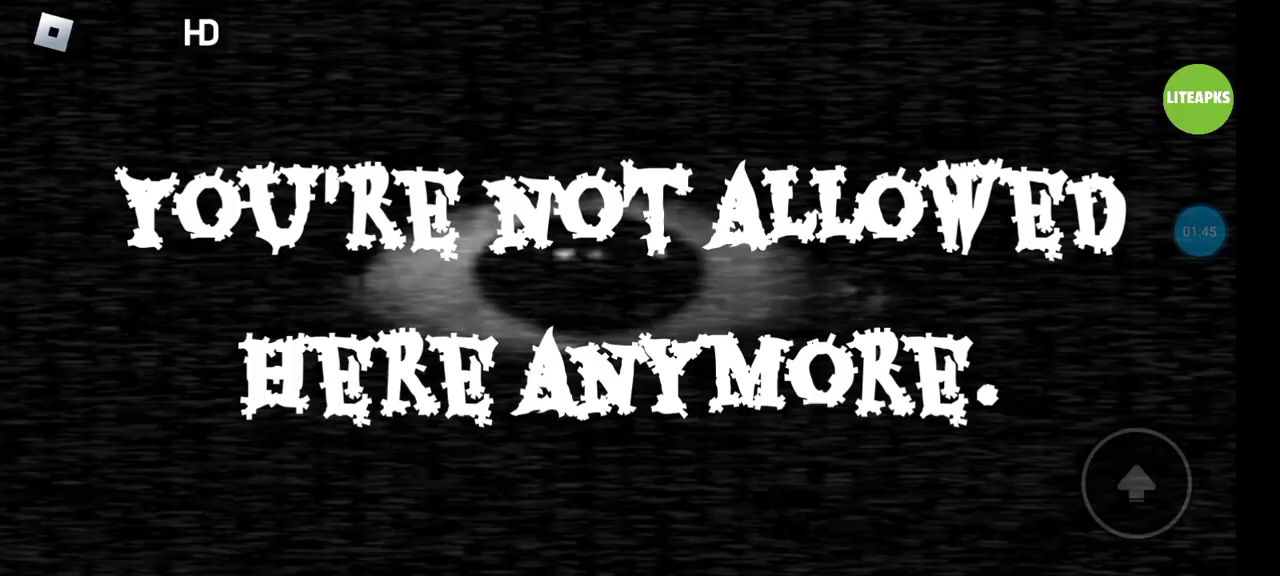 HD
LITEAPKS
YOU'RE NOT ALLOWED
01:45
HERE ANYMORE.